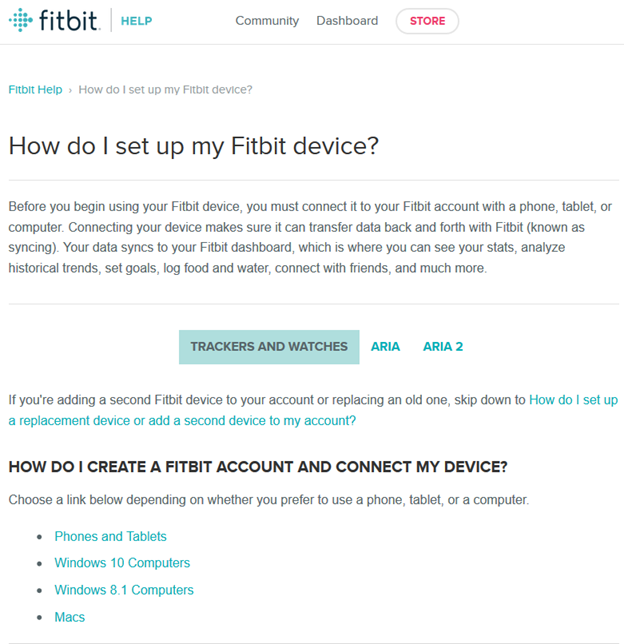 fitbit. HELP Community Dashboard STORE
Fitbit Help › How do I set up my Fitbit device?
How do I set up my Fitbit device?
Before you begin using your Fitbit device, you must connect it to your Fitbit account with a phone, tablet, or
computer. Connecting your device makes sure it can transfer data back and forth with Fitbit (known as
syncing). Your data syncs to your Fitbit dashboard, which is where you can see your stats, analyze
historical trends, set goals, log food and water, connect with friends, and much more.
TRACKERS AND WATCHES ARIA ARIA 2
If you're adding a second Fitbit device to your account or replacing an old one, skip down to How do I set up
a replacement device or add a second device to my account?
HOW DO I CREATE A FITBIT ACCOUNT AND CONNECT MY DEVICE?
Choose a link below depending on whether you prefer to use a phone, tablet, or a computer.
• Phones and Tablets
• Windows 10 Computers
• Windows 8.1 Computers
• Macs